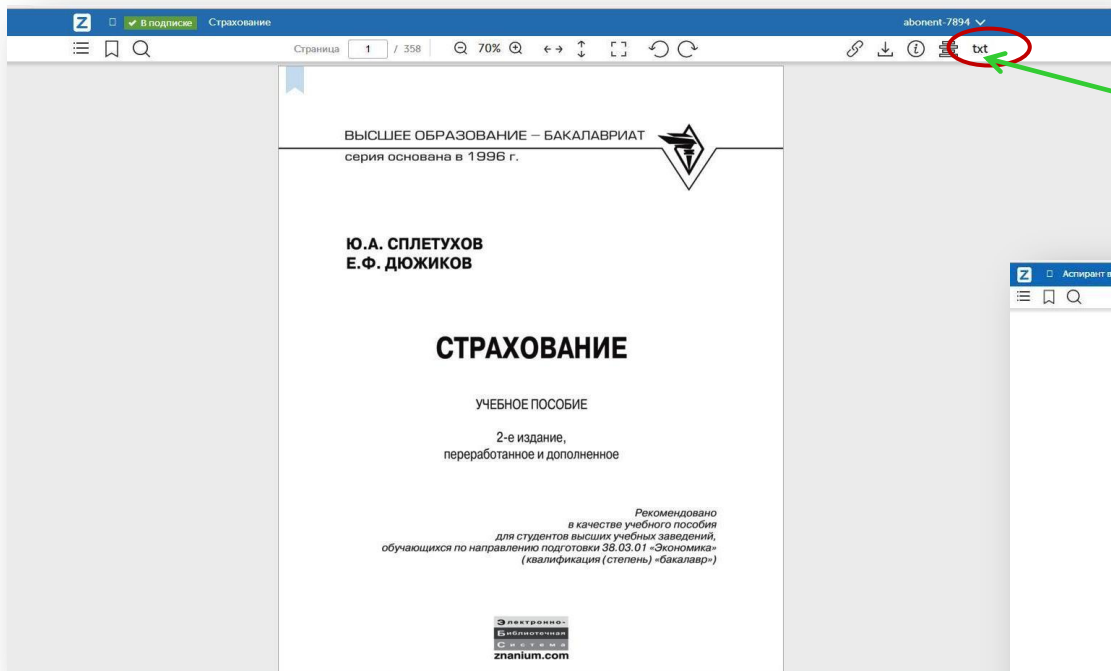 Z В подписке Страхование abonent-7894
Страница 1 / 358 70% txt
ВЫСШЕЕ ОБРАЗОВАНИЕ – БАКАЛАВРИАТ
серия основана в 1996 г.
Ю.А. СПЛЕТУХОВ
Е.Ф. ДЮЖИКОВ
Z Аспирант в
СТРАХОВАНИЕ
УЧЕБНОЕ ПОСОБИЕ
2-е издание,
переработанное и дополненное
Рекомендовано
в качестве учебного пособия
для студентов высших учебных заведений,
обучающихся по направлению подготовки 38.03.01 «Экономика»
(квалификация (степень) «бакалавр»)
Электронно-
Библиотечная
Система
znanium.com